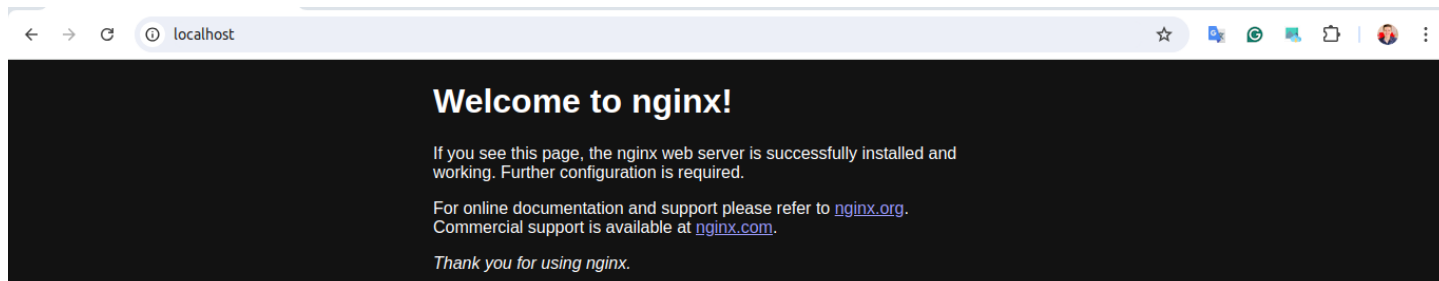 localhost
Welcome to nginx!
If you see this page, the nginx web server is successfully installed and
working. Further configuration is required.
For online documentation and support please refer to nginx.org.
Commercial support is available at nginx.com.
Thank you for using nginx.